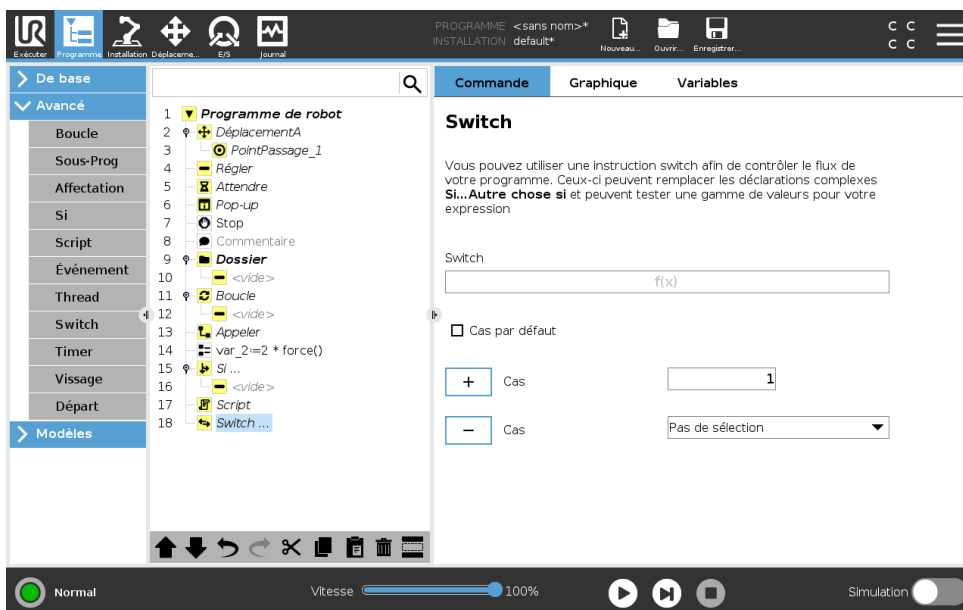 UR
Exécuter Programme Installation Déplaceme... E/S Journal
PROGRAMME <sans nom>*
INSTALLATION default*
Nouveau... Ouvrir... Enregistrer...
C C
C C
De base
Avancé
Boucle
Sous-Prog
Affectation
Si
Script
Événement
Thread
Switch
Timer
Vissage
Départ
Modèles
1 Programme de robot
2 DéplacementA
3 PointPassage_1
4 Régler
5 Attendre
6 Pop-up
7 Stop
8 Commentaire
9 Dossier
10 <vide>
11 Boucle
12 <vide>
13 Appeler
14 var_2:=2 * force()
15 Si ...
16 <vide>
17 Script
18 Switch ...
Commande Graphique Variables
Switch
Vous pouvez utiliser une instruction switch afin de contrôler le flux de
votre programme. Ceux-ci peuvent remplacer les déclarations complexes
Si...Autre chose si et peuvent tester une gamme de valeurs pour votre
expression
Switch
f(x)
Cas par défaut
+ Cas 1
− Cas Pas de sélection
Normal
Vitesse 100%
Simulation